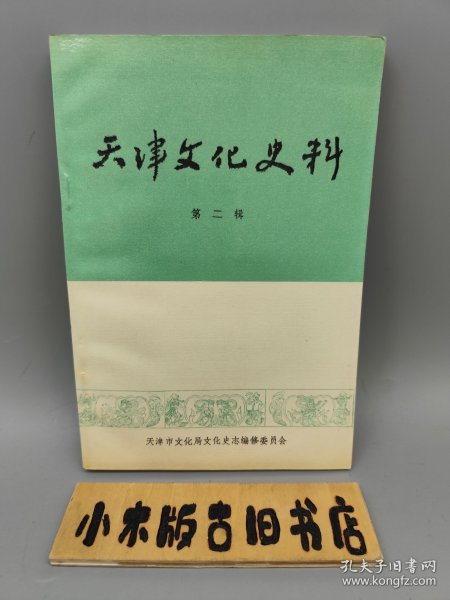 天津文化史料
第二辑
天津市文化局文化史志编修委员会
小末版古旧书店
孔夫子旧书网
www.kongfz.com